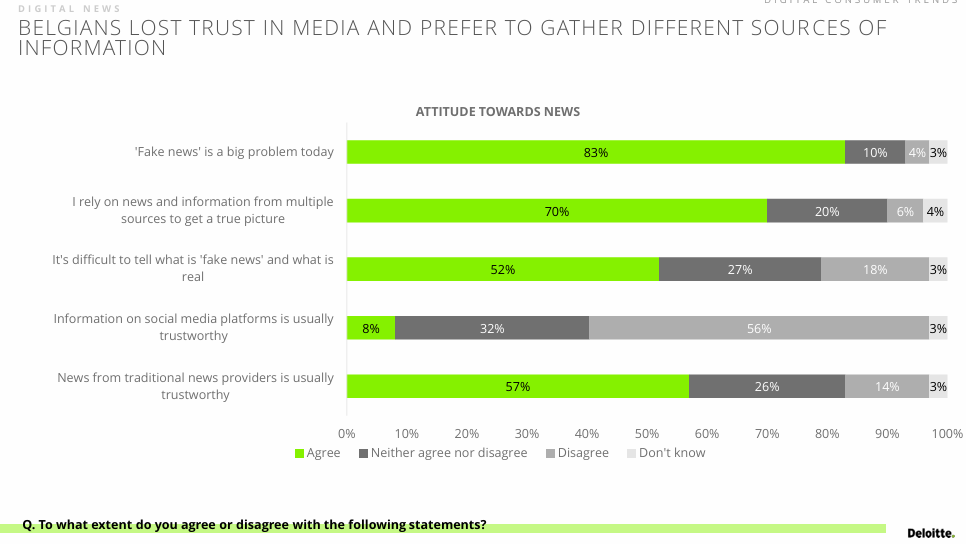 DIGITAL NEWS
DIGITAL CONSUMER TRENDS
BELGIANS LOST TRUST IN MEDIA AND PREFER TO GATHER DIFFERENT SOURCES OF
INFORMATION
ATTITUDE TOWARDS NEWS
'Fake news' is a big problem today
83% 10% 4% 3%
I rely on news and information from multiple
sources to get a true picture
70% 20% 6% 4%
It's difficult to tell what is 'fake news' and what is
real
52% 27% 18% 3%
Information on social media platforms is usually
trustworthy
8% 32% 56% 3%
News from traditional news providers is usually
trustworthy
57% 26% 14% 3%
0% 10% 20% 30% 40% 50% 60% 70% 80% 90% 100%
Agree Neither agree nor disagree Disagree Don't know
Q. To what extent do you agree or disagree with the following statements?
Deloitte.